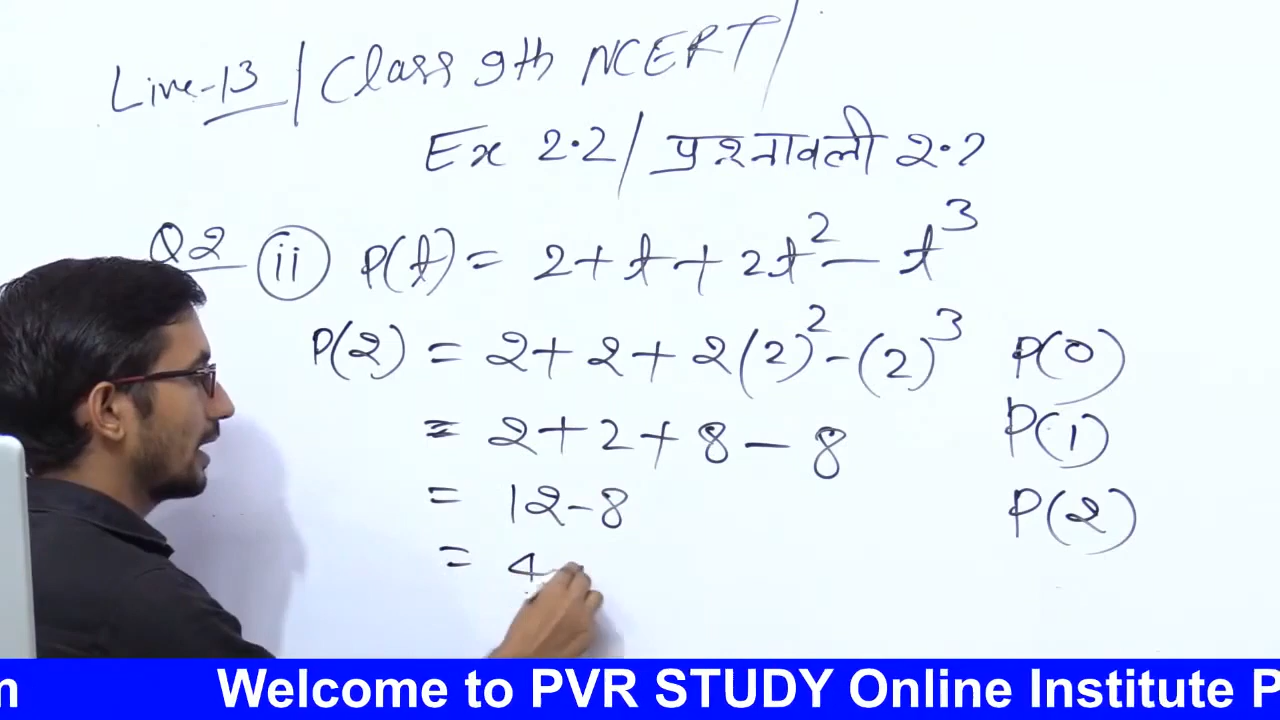 Live-13 / Class 9th NCERT /
Ex 2.2 / प्रश्नावली 2.2
Q2 (ii) P(t) = 2 + t + 2t² - t³
P(2) = 2 + 2 + 2(2)² - (2)³ P(0)
= 2 + 2 + 8 - 8 P(1)
= 12 - 8 P(2)
= 4
m Welcome to PVR STUDY Online Institute P